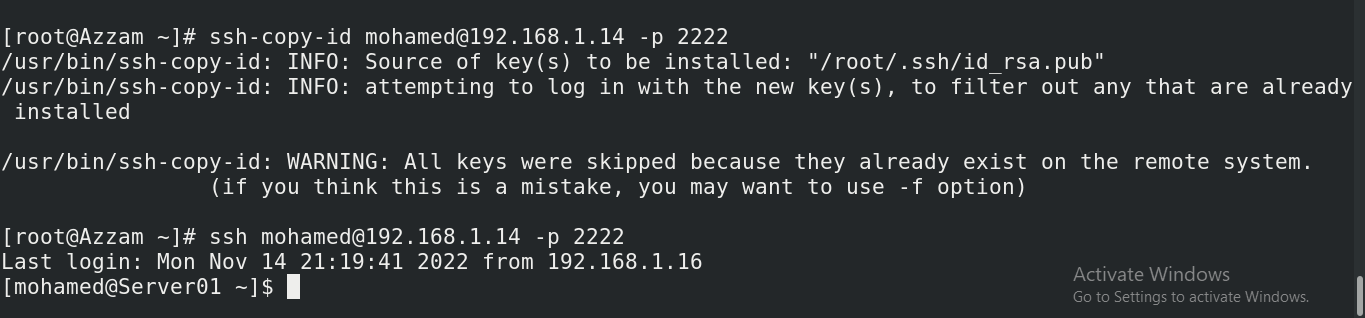 [root@Azzam ~]# ssh-copy-id mohamed@192.168.1.14 -p 2222
/usr/bin/ssh-copy-id: INFO: Source of key(s) to be installed: "/root/.ssh/id_rsa.pub"
/usr/bin/ssh-copy-id: INFO: attempting to log in with the new key(s), to filter out any that are already
 installed
/usr/bin/ssh-copy-id: WARNING: All keys were skipped because they already exist on the remote system.
                (if you think this is a mistake, you may want to use -f option)
[root@Azzam ~]# ssh mohamed@192.168.1.14 -p 2222
Last login: Mon Nov 14 21:19:41 2022 from 192.168.1.16
[mohamed@Server01 ~]$
Activate Windows
Go to Settings to activate Windows.